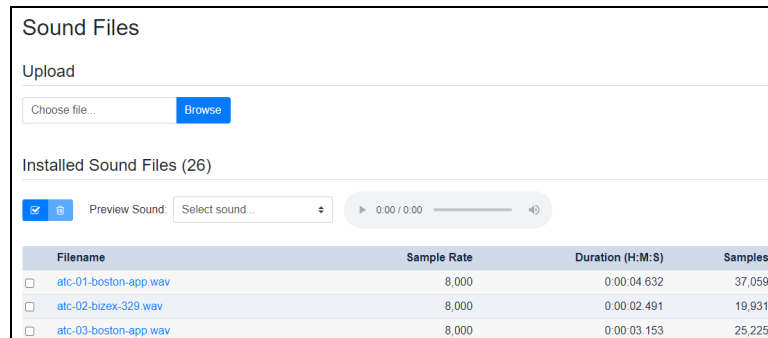 Sound Files
Upload
Choose file... Browse
Installed Sound Files (26)
Preview Sound: Select sound... 0:00 / 0:00
Filename Sample Rate Duration (H:M:S) Samples
atc-01-boston-app.wav 8,000 0:00:04.632 37,059
atc-02-bizex-329.wav 8,000 0:00:02.491 19,931
atc-03-boston-app.wav 8,000 0:00:03.153 25,225